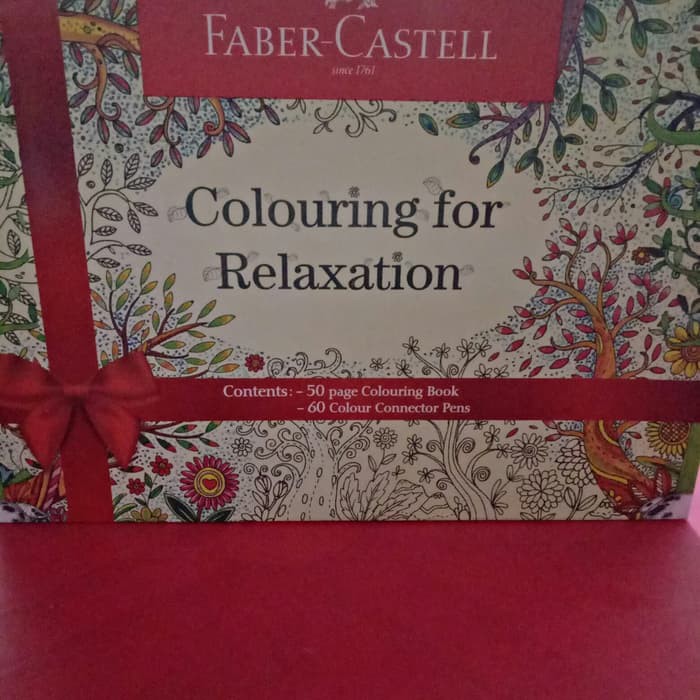 FABER-CASTELL
since 1761
Colouring for
Relaxation
Contents: - 50 page Colouring Book
- 60 Colour Connector Pens